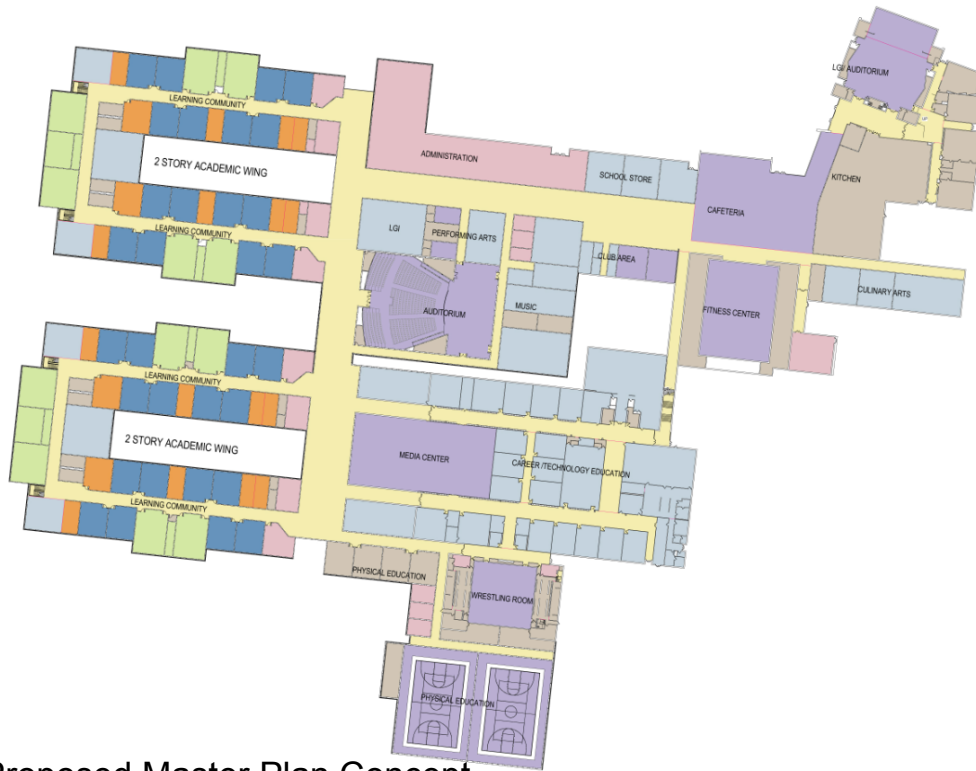 LGI/ AUDITORIUM
LEARNING COMMUNITY
UP
ADMINISTRATION
2 STORY ACADEMIC WING
SCHOOL STORE
KITCHEN
CAFETERIA
LEARNING COMMUNITY
LGI
PERFORMING ARTS
CLUB AREA
CULINARY ARTS
MUSIC
AUDITORIUM
FITNESS CENTER
LEARNING COMMUNITY
2 STORY ACADEMIC WING
MEDIA CENTER
CAREER /TECHNOLOGY EDUCATION
LEARNING COMMUNITY
PHYSICAL EDUCATION
WRESTLING ROOM
PHYSICAL EDUCATION
Proposed Master Plan Concept